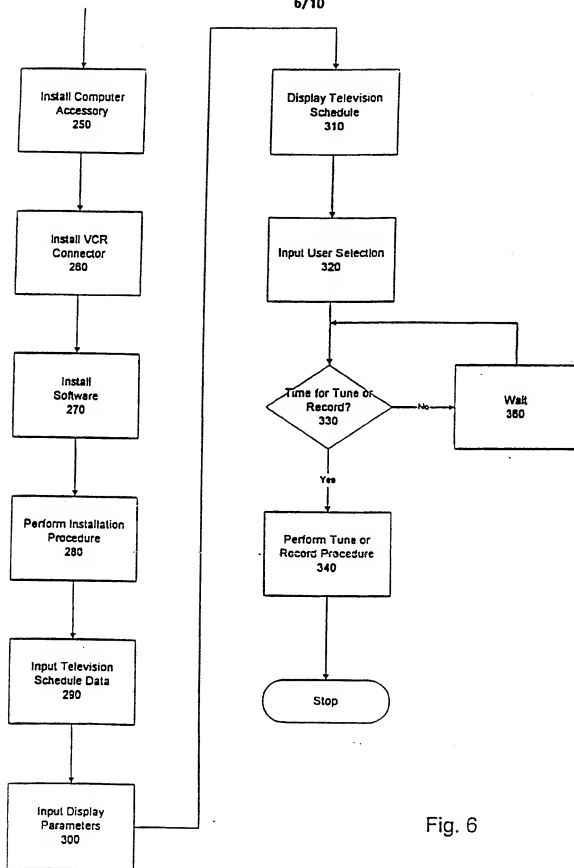 6/10
Install Computer
Accessory
250
Install VCR
Connector
260
Install
Software
270
Perform Installation
Procedure
280
Input Television
Schedule Data
290
Input Display
Parameters
300
Display Television
Schedule
310
Input User Selection
320
Time for Tune or
Record?
330
No
Wait
360
Yes
Perform Tune or
Record Procedure
340
Stop
Fig. 6